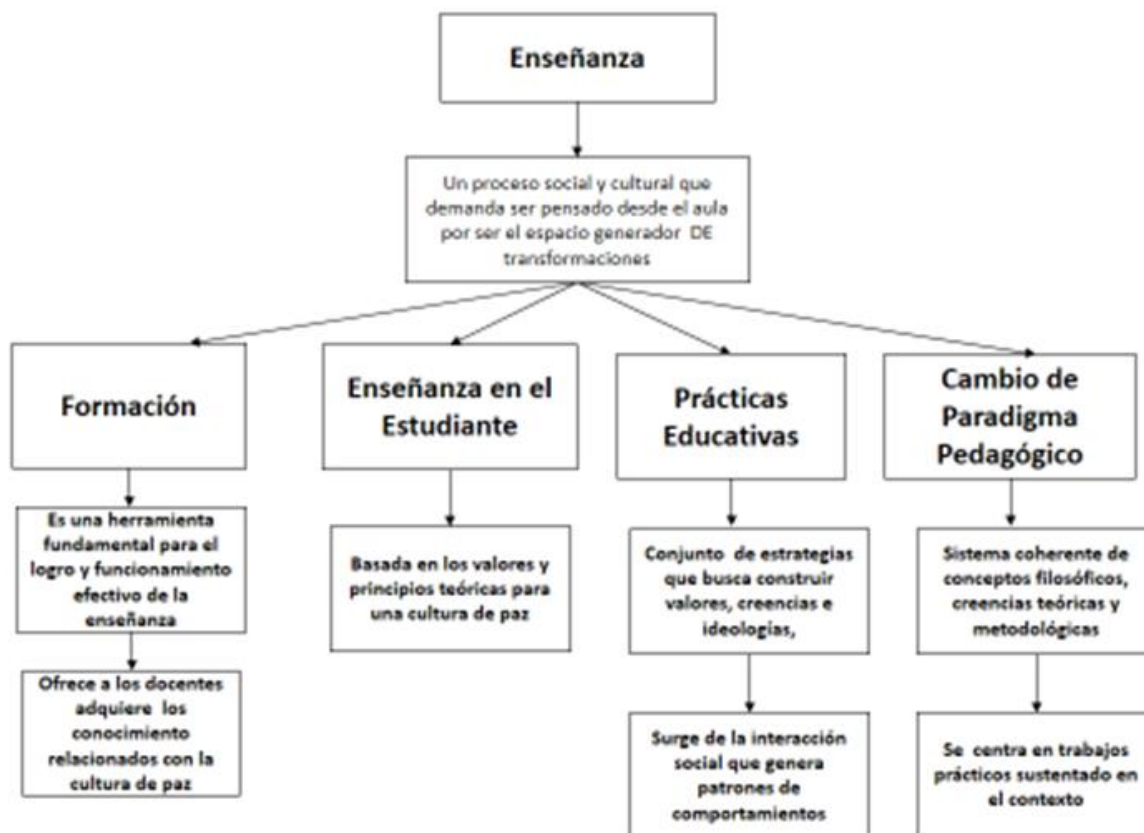 Enseñanza
Un proceso social y cultural que
demanda ser pensado desde el aula
por ser el espacio generador DE
transformaciones
Formación
Es una herramienta
fundamental para el
logro y funcionamiento
efectivo de la
enseñanza
Ofrece a los docentes
adquiere los
conocimiento
relacionados con la
cultura de paz
Enseñanza en el
Estudiante
Basada en los valores y
principios teóricas para
una cultura de paz
Prácticas
Educativas
Conjunto de estrategias
que busca construir
valores, creencias e
ideologías,
Surge de la interacción
social que genera
patrones de
comportamientos
Cambio de
Paradigma
Pedagógico
Sistema coherente de
conceptos filosóficos,
creencias teóricas y
metodológicas
Se centra en trabajos
prácticos sustentado en
el contexto